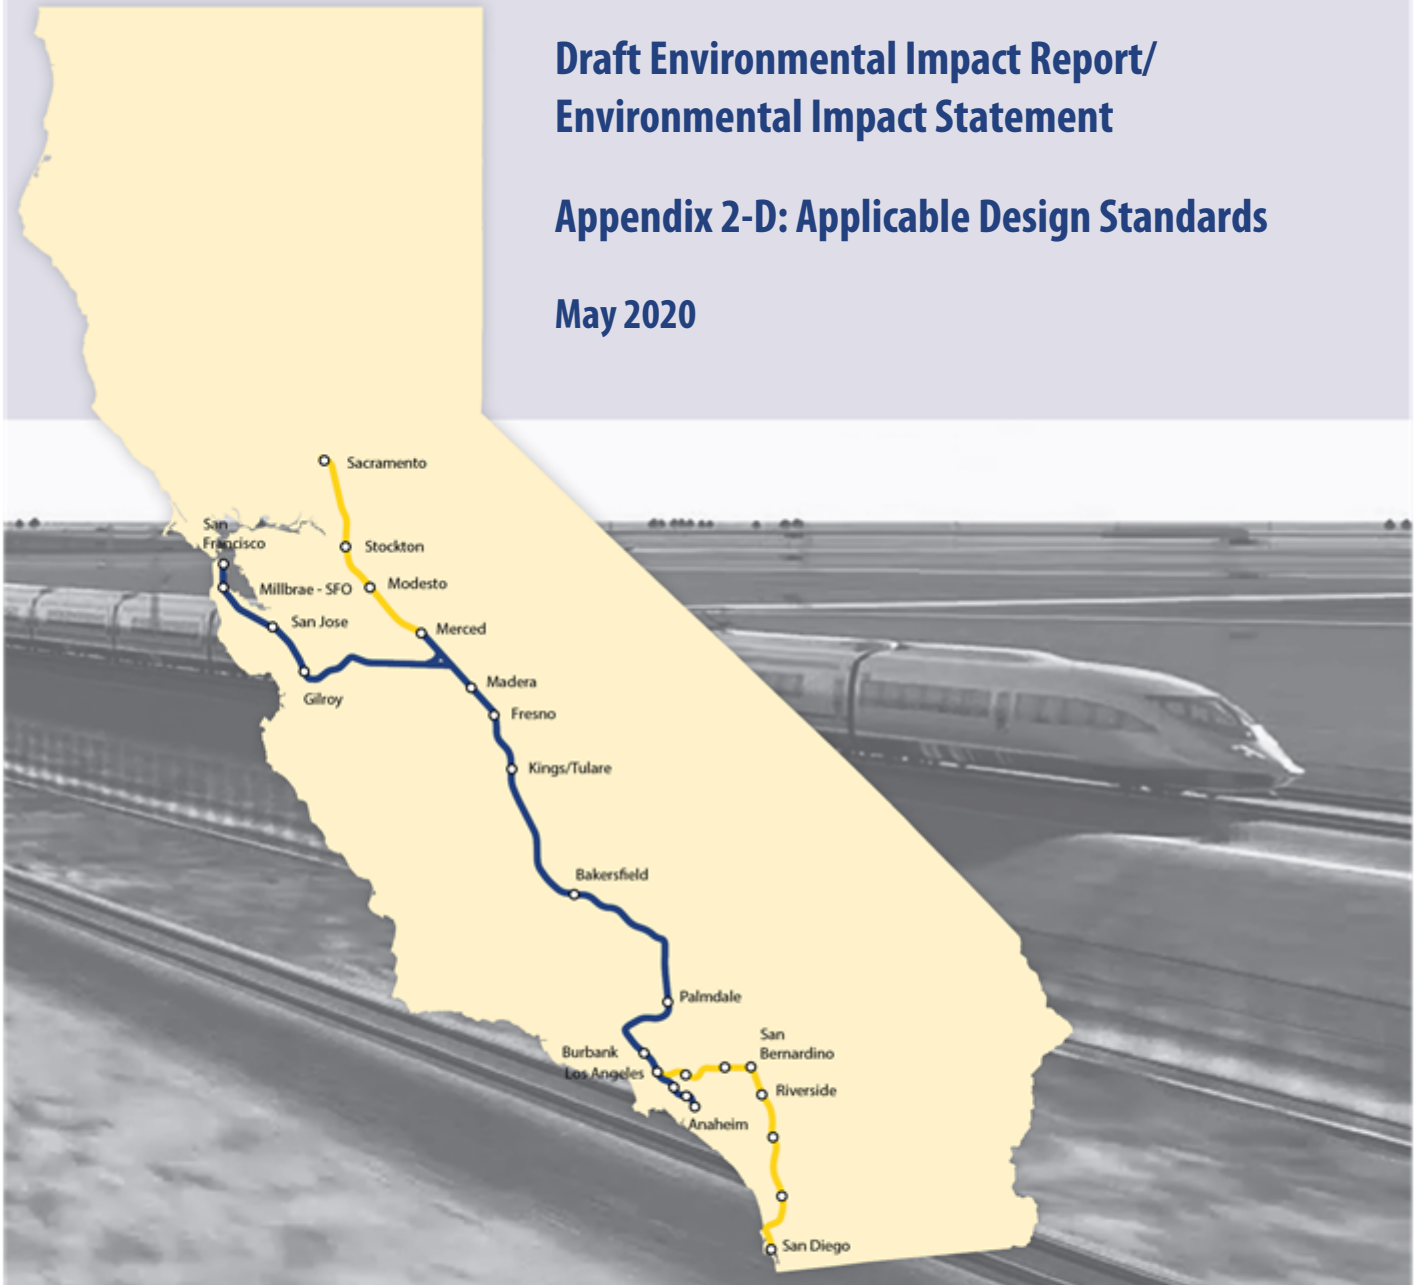 Draft Environmental Impact Report/
Environmental Impact Statement
Appendix 2-D: Applicable Design Standards
May 2020
Sacramento
San
Francisco
Stockton
Millbrae - SFO
Modesto
San Jose
Merced
Gilroy
Madera
Fresno
Kings/Tulare
Bakersfield
Palmdale
San
Bernardino
Burbank
Los Angeles
Riverside
Anaheim
San Diego